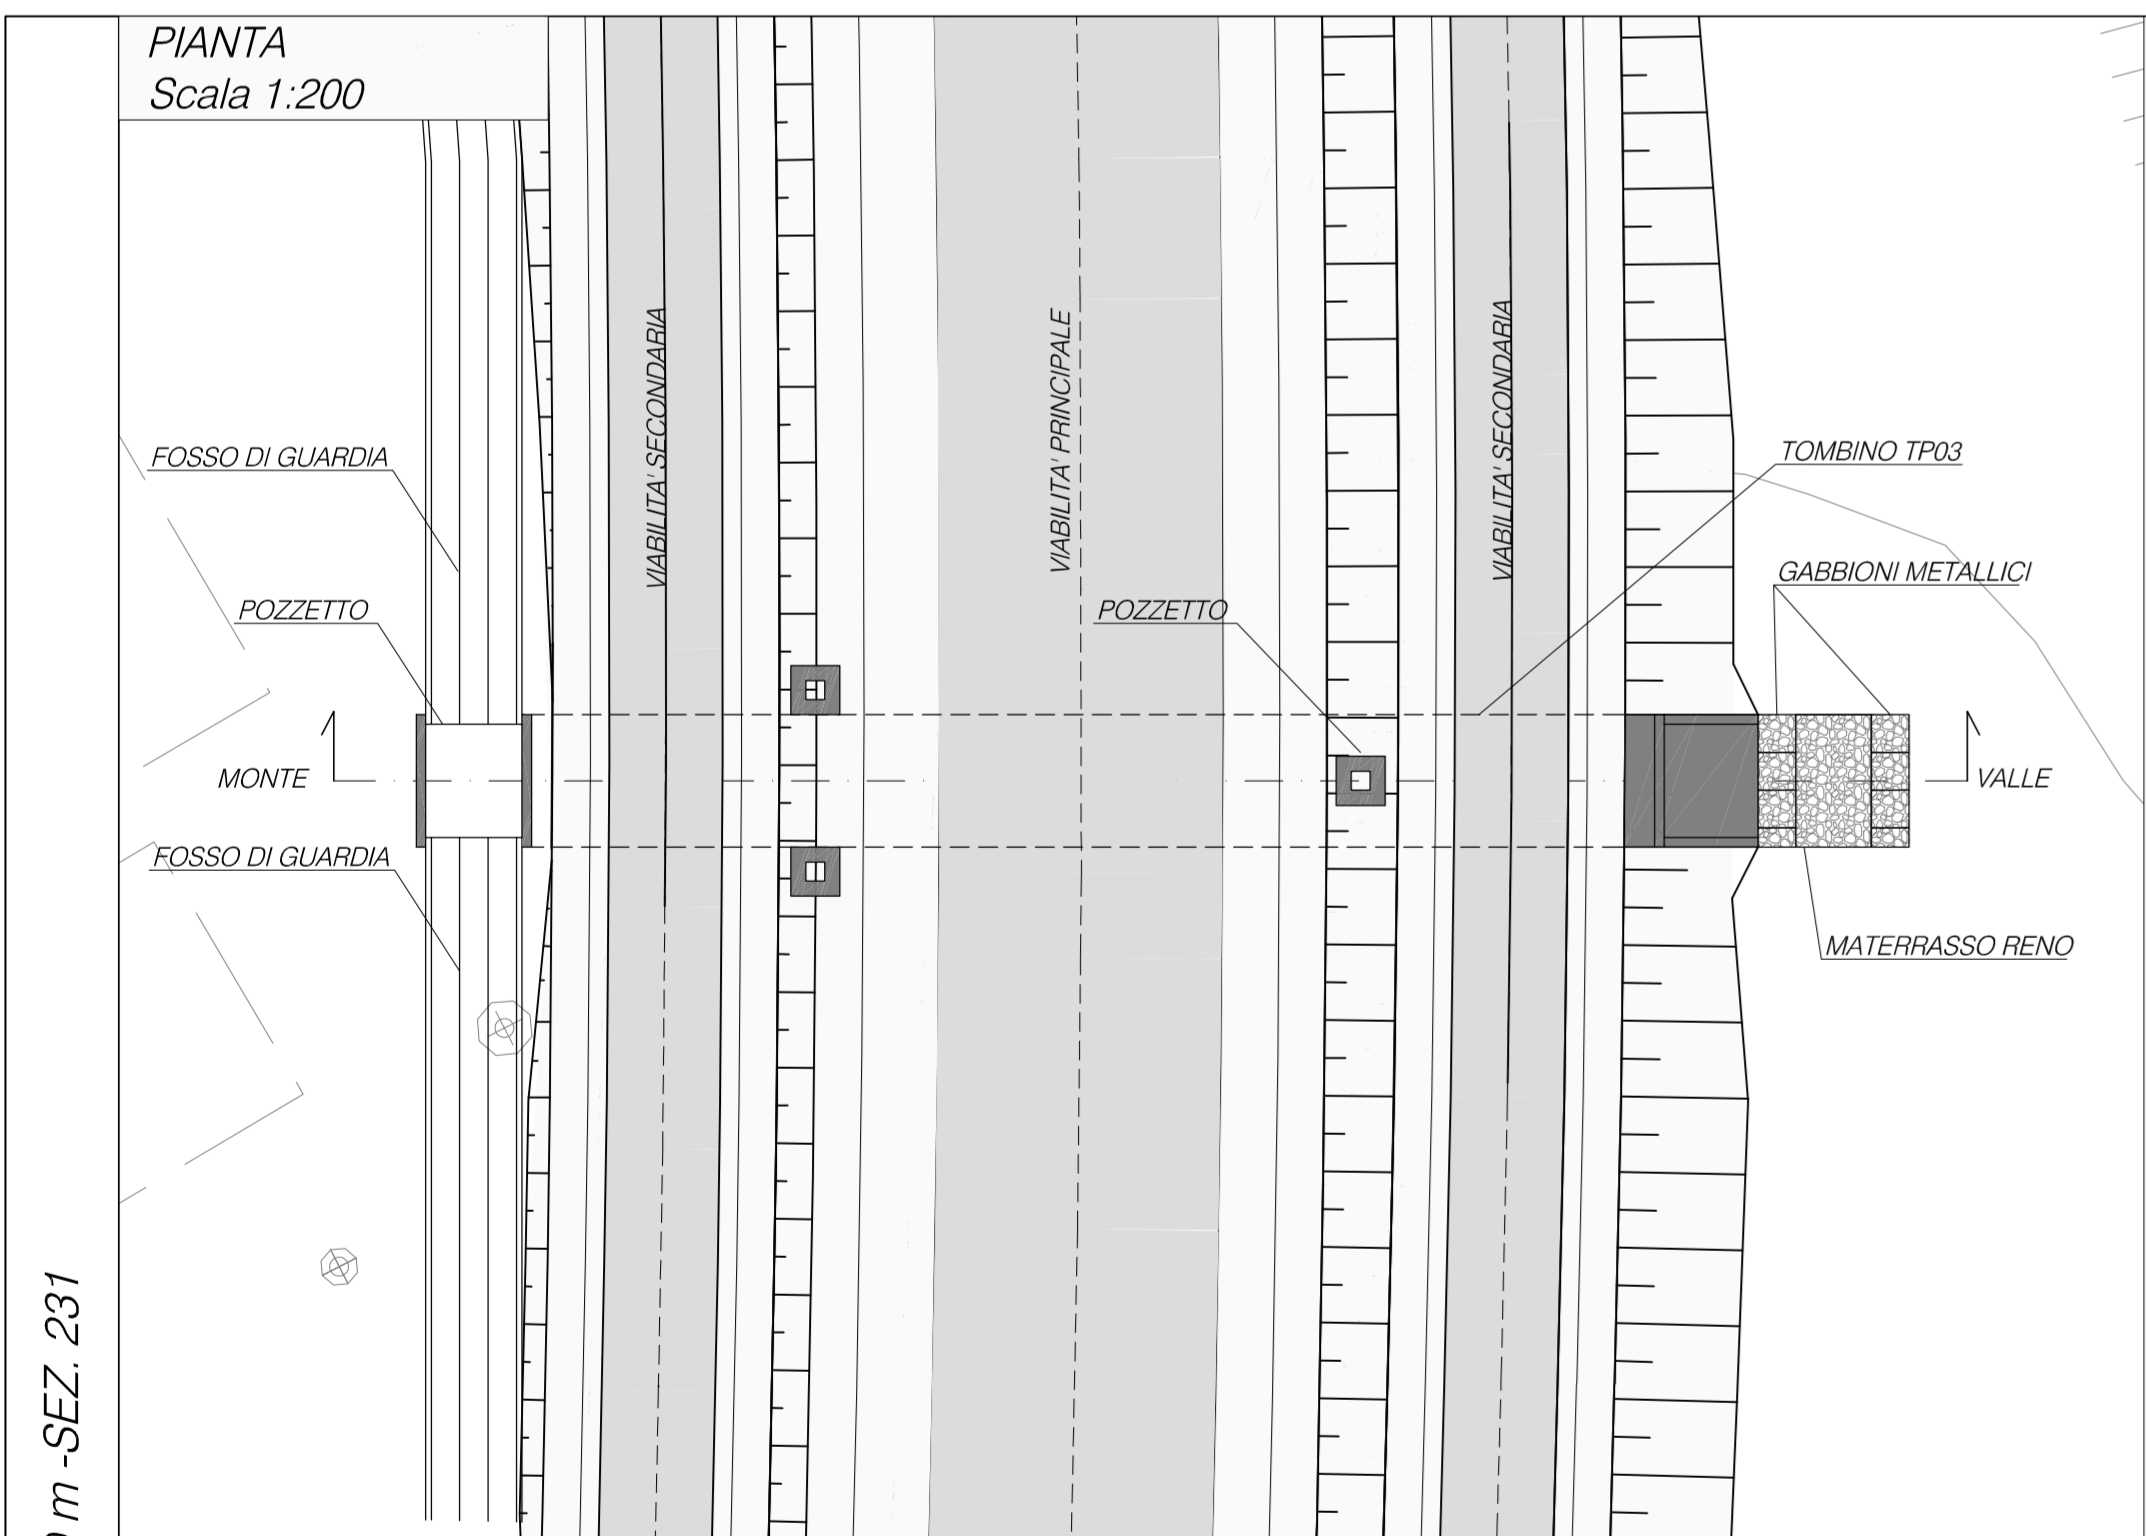 PIANTA
Scala 1:200
VIABILITA' SECONDARIA
VIABILITA' PRINCIPALE
VIABILITA' SECONDARIA
FOSSO DI GUARDIA
TOMBINO TP03
GABBIONI METALLICI
POZZETTO
POZZETTO
MONTE
VALLE
FOSSO DI GUARDIA
MATERRASSO RENO
m -SEZ. 231